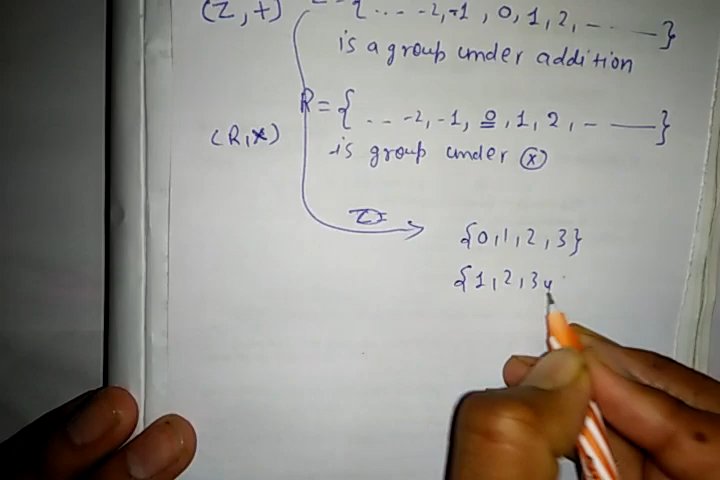 (Z,+) = { .... -2, -1, 0, 1, 2, - ..... }
is a group under addition
R = { .. -2, -1, 0, 1, 2, - — }
(R,*)
is group under ⓧ
{0,1,2,3}
{1,2,3